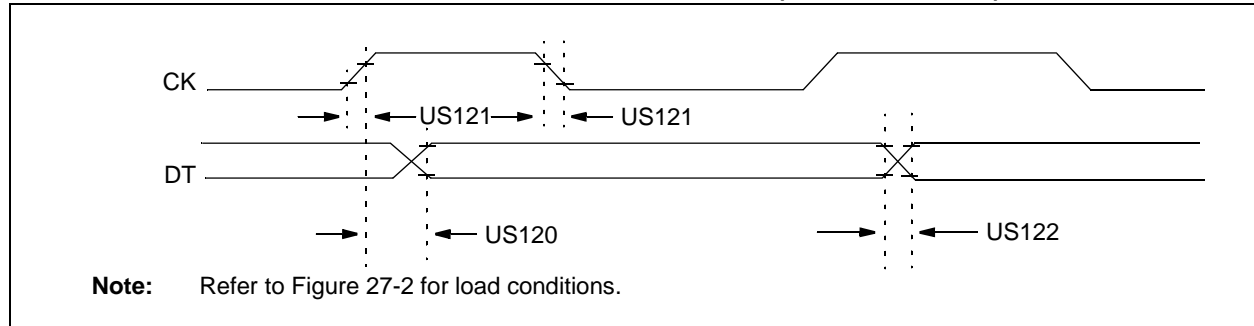 CK
US121 US121
DT
US120 US122
Note: Refer to Figure 27-2 for load conditions.